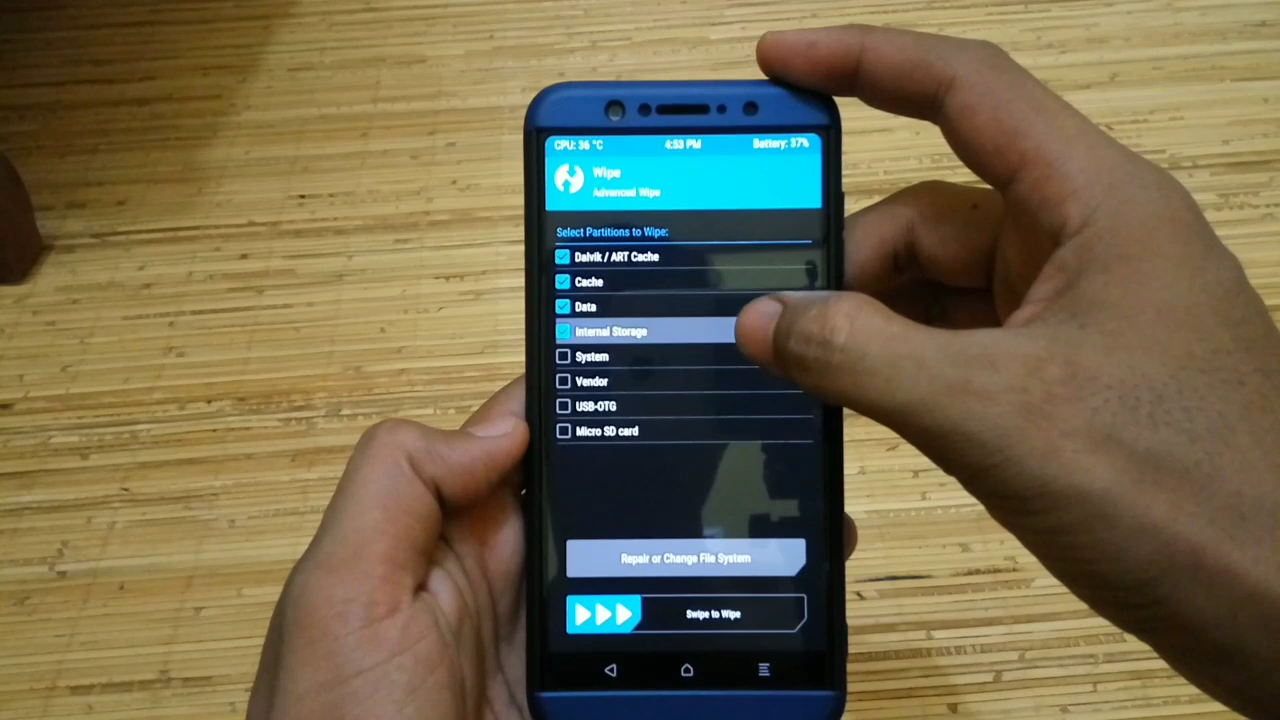 CPU: 36 °C 4:53 PM Battery: 37%
Wipe
Advanced Wipe
Select Partitions to Wipe:
Dalvik / ART Cache
Cache
Data
Internal Storage
System
Vendor
USB-OTG
Micro SD card
Repair or Change File System
Swipe to Wipe